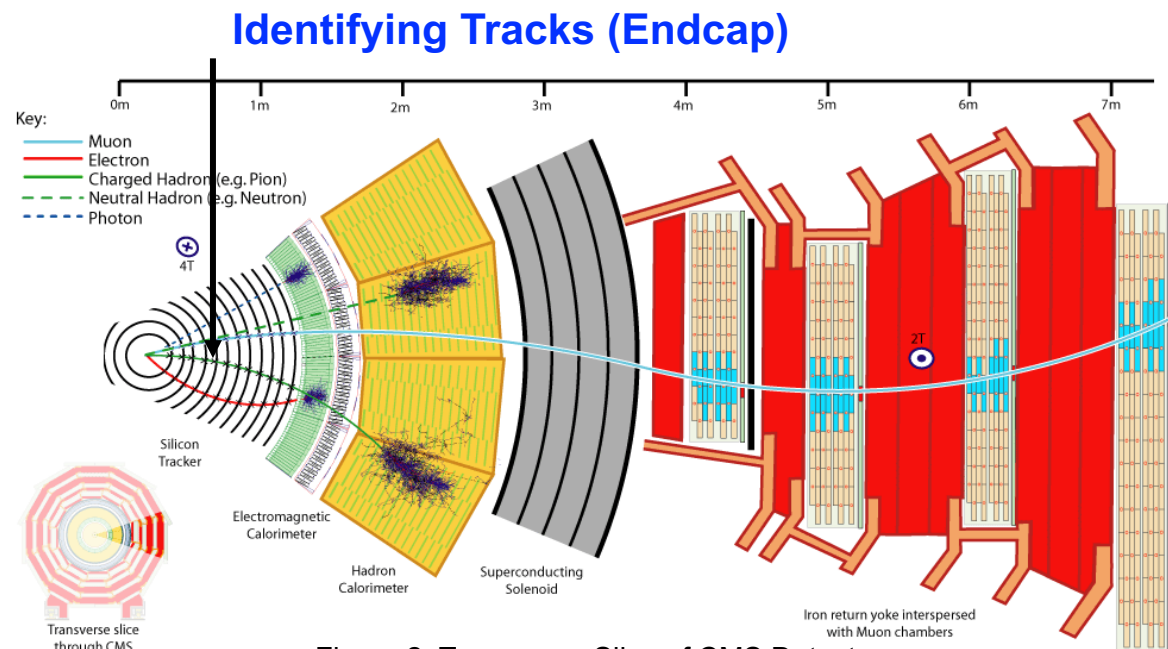 Identifying Tracks (Endcap)
0m 1m 2m 3m 4m 5m 6m 7m
Key:
Muon
Electron
Charged Hadron (e.g. Pion)
Neutral Hadron (e.g. Neutron)
Photon
4T
2T
Silicon
Tracker
Electromagnetic
Calorimeter
Hadron
Calorimeter
Superconducting
Solenoid
Iron return yoke interspersed
with Muon chambers
Transverse slice
through CMS